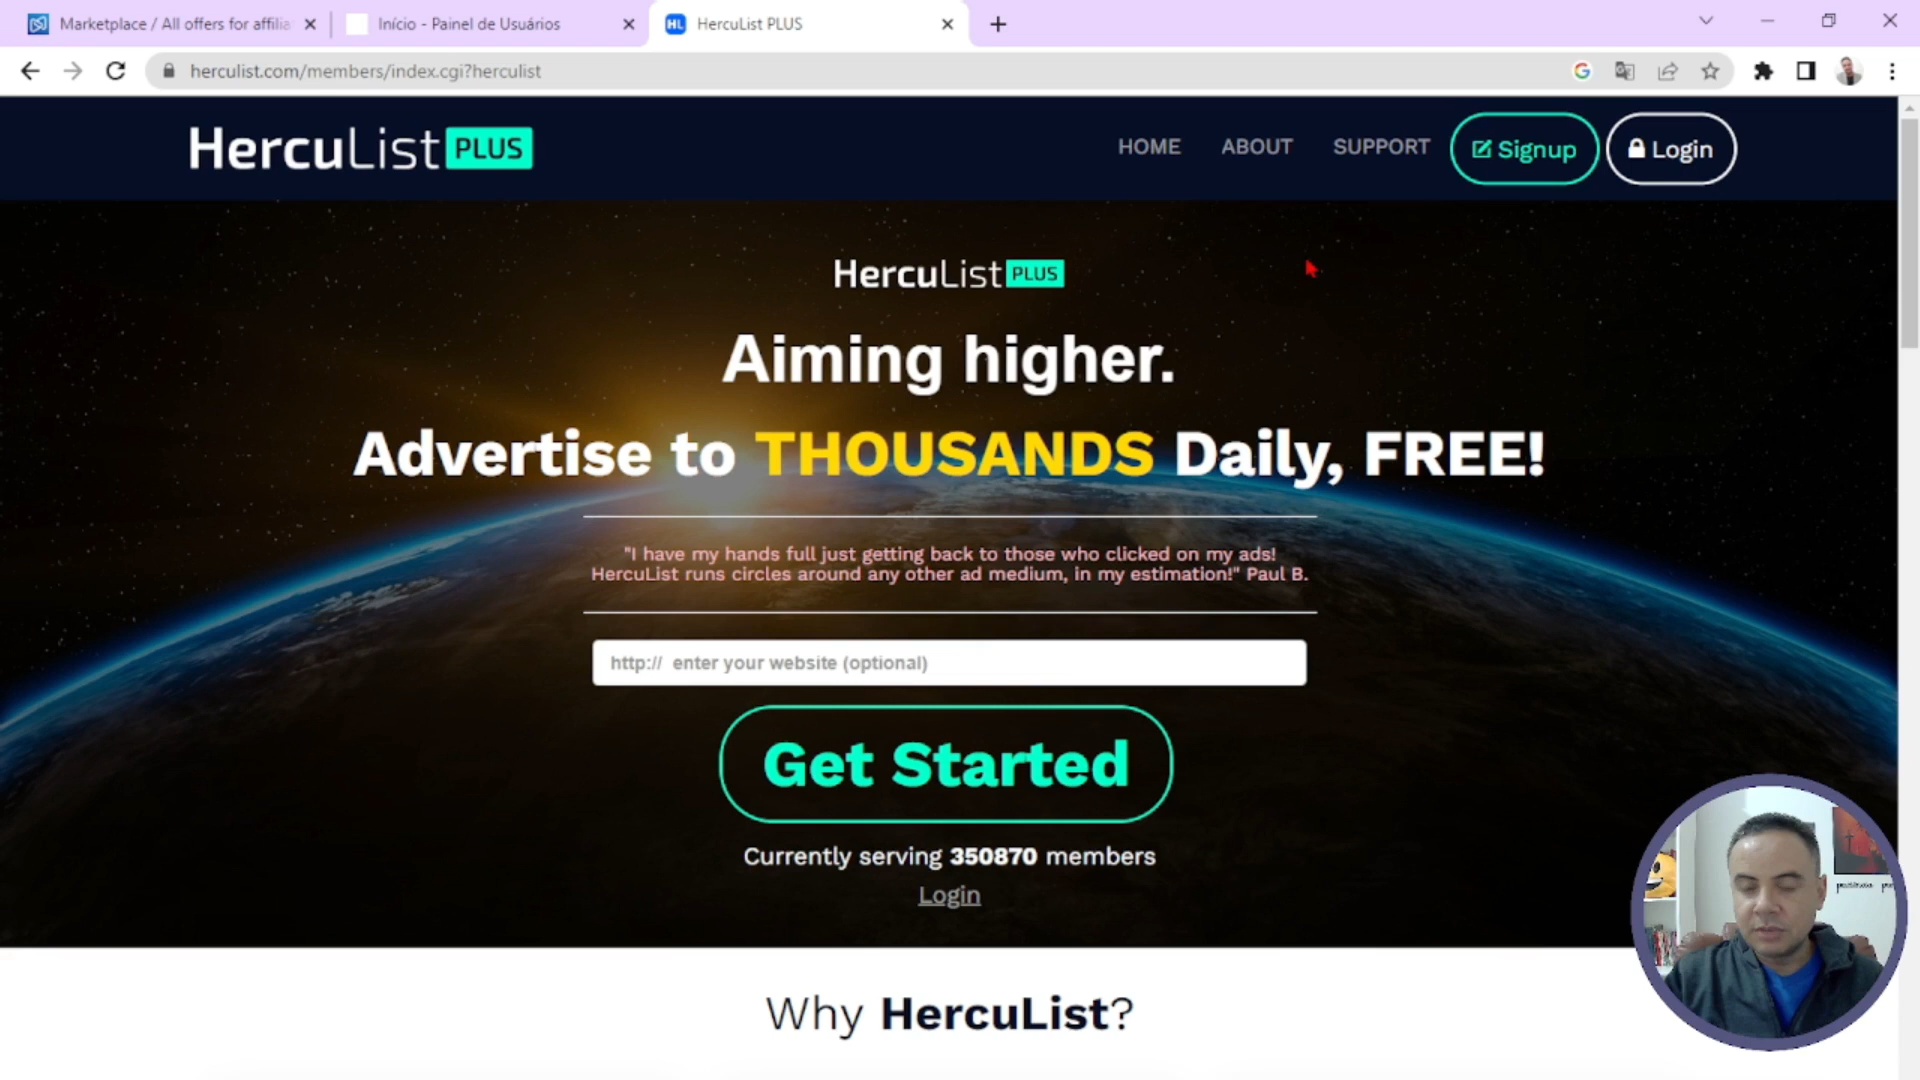 Marketplace / All offers for affilia
Início - Painel de Usuários
HL HercuList PLUS
herculist.com/members/index.cgi?herculist
HercuList PLUS
HOME
ABOUT
SUPPORT
Signup
Login
HercuList PLUS
Aiming higher.
Advertise to THOUSANDS Daily, FREE!
"I have my hands full just getting back to those who clicked on my ads!
HercuList runs circles around any other ad medium, in my estimation!" Paul B.
http:// enter your website (optional)
Get Started
Currently serving 350870 members
Login
Why HercuList?